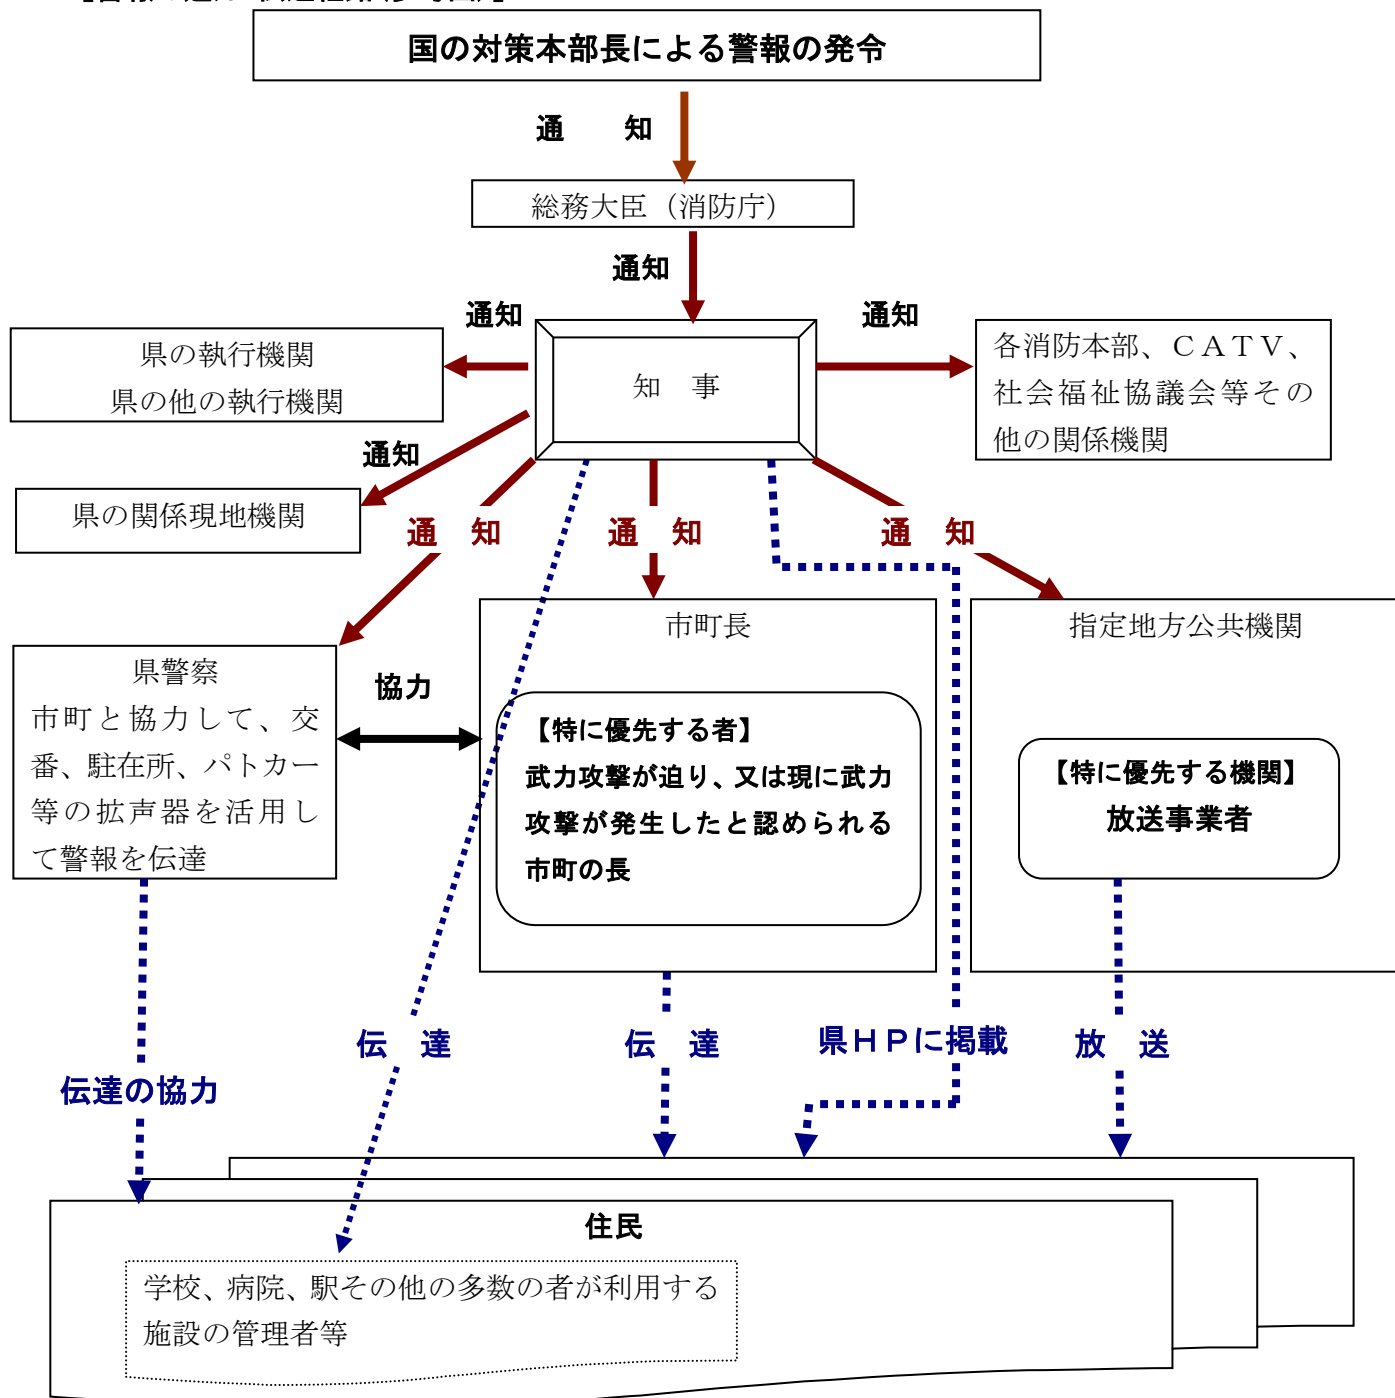 国の対策本部長による警報の発令
通　知
総務大臣（消防庁）
通知
通知
通知
県の執行機関
県の他の執行機関
知　事
各消防本部、ＣＡＴＶ、
社会福祉協議会等その
他の関係機関
通知
県の関係現地機関
通　知
通　知
通　知
市町長
指定地方公共機関
県警察
市町と協力して、交
番、駐在所、パトカー
等の拡声器を活用し
て警報を伝達
協力
【特に優先する者】
武力攻撃が迫り、又は現に武力
攻撃が発生したと認められる
市町の長
【特に優先する機関】
放送事業者
伝　達
伝　達
県ＨＰに掲載
放　送
伝達の協力
住民
学校、病院、駅その他の多数の者が利用する
施設の管理者等